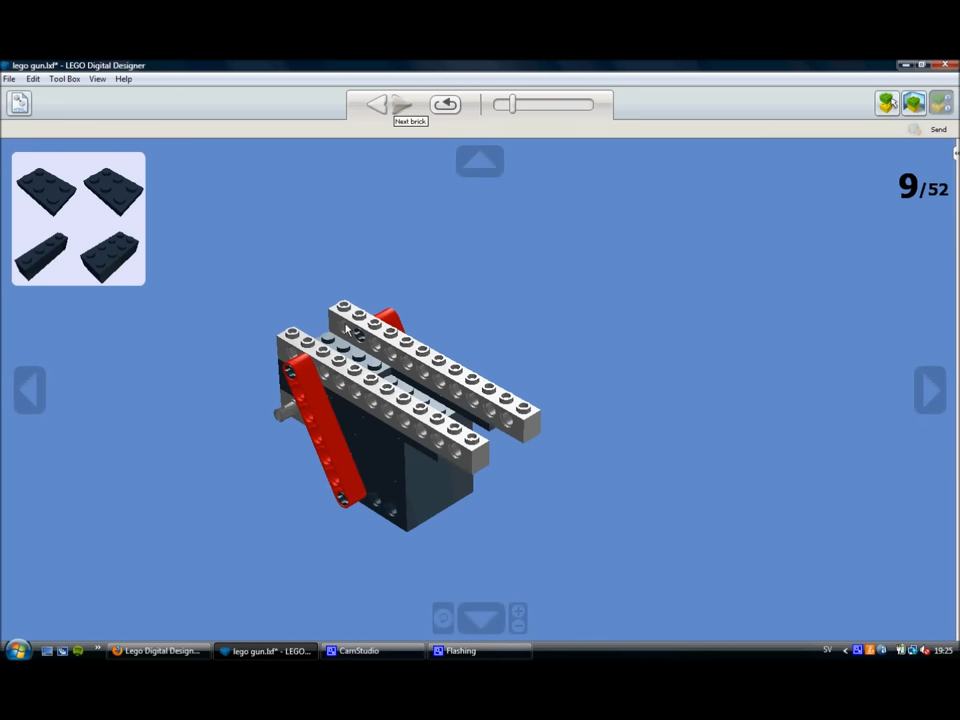 lego gun.lxf* - LEGO Digital Designer
File Edit Tool Box View Help
Next brick
Send
9/52
Lego Digital Design...
lego gun.lxf* - LEGO...
CamStudio
Flashing
SV
19:25